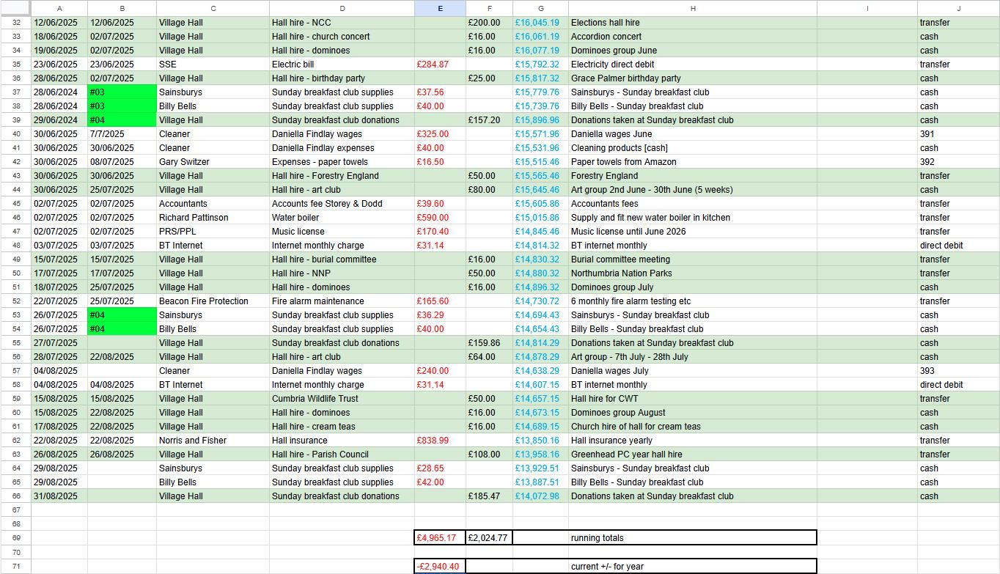 A B C D E F G H I J
32 12/06/2025 12/06/2025 Village Hall Hall hire - NCC £200.00 £16,045.19 Elections hall hire transfer
33 18/06/2025 02/07/2025 Village Hall Hall hire - church concert £16.00 £16,061.19 Accordion concert cash
34 19/06/2025 02/07/2025 Village Hall Hall hire - dominoes £16.00 £16,077.19 Dominoes group June cash
35 23/06/2025 23/06/2025 SSE Electric bill £284.87 £15,792.32 Electricity direct debit transfer
36 28/06/2025 02/07/2025 Village Hall Hall hire - birthday party £25.00 £15,817.32 Grace Palmer birthday party cash
37 28/06/2024 #03 Sainsburys Sunday breakfast club supplies £37.56 £15,779.76 Sainsburys - Sunday breakfast club cash
38 28/06/2024 #03 Billy Bells Sunday breakfast club supplies £40.00 £15,739.76 Billy Bells - Sunday breakfast club cash
39 29/06/2024 #04 Village Hall Sunday breakfast club donations £157.20 £15,896.96 Donations taken at Sunday breakfast club cash
40 30/06/2025 7/7/2025 Cleaner Daniella Findlay wages £325.00 £15,571.96 Daniella wages June 391
41 30/06/2025 30/06/2025 Cleaner Daniella Findlay expenses £40.00 £15,531.96 Cleaning products [cash] cash
42 30/06/2025 08/07/2025 Gary Switzer Expenses - paper towels £16.50 £15,515.46 Paper towels from Amazon 392
43 30/06/2025 30/06/2025 Village Hall Hall hire - Forestry England £50.00 £15,565.46 Forestry England transfer
44 30/06/2025 25/07/2025 Village Hall Hall hire - art club £80.00 £15,645.46 Art group 2nd June - 30th June (5 weeks) cash
45 02/07/2025 02/07/2025 Accountants Accounts fee Storey & Dodd £39.60 £15,605.86 Accountants fees transfer
46 02/07/2025 02/07/2025 Richard Pattinson Water boiler £590.00 £15,015.86 Supply and fit new water boiler in kitchen transfer
47 02/07/2025 02/07/2025 PRS/PPL Music license £170.40 £14,845.46 Music license until June 2026 transfer
48 03/07/2025 03/07/2025 BT Internet Internet monthly charge £31.14 £14,814.32 BT internet monthly direct debit
49 15/07/2025 15/07/2025 Village Hall Hall hire - burial committee £16.00 £14,830.32 Burial committee meeting transfer
50 17/07/2025 17/07/2025 Village Hall Hall hire - NNP £50.00 £14,880.32 Northumbria Nation Parks transfer
51 18/07/2025 25/07/2025 Village Hall Hall hire - dominoes £16.00 £14,896.32 Dominoes group July cash
52 22/07/2025 25/07/2025 Beacon Fire Protection Fire alarm maintenance £165.60 £14,730.72 6 monthly fire alarm testing etc transfer
53 26/07/2025 #04 Sainsburys Sunday breakfast club supplies £36.29 £14,694.43 Sainsburys - Sunday breakfast club cash
54 26/07/2025 #04 Billy Bells Sunday breakfast club supplies £40.00 £14,654.43 Billy Bells - Sunday breakfast club cash
55 27/07/2025 Village Hall Sunday breakfast club donations £159.86 £14,814.29 Donations taken at Sunday breakfast club cash
56 28/07/2025 22/08/2025 Village Hall Hall hire - art club £64.00 £14,878.29 Art group - 7th July - 28th July cash
57 04/08/2025 Cleaner Daniella Findlay wages £240.00 £14,638.29 Daniella wages July 393
58 04/08/2025 04/08/2025 BT Internet Internet monthly charge £31.14 £14,607.15 BT internet monthly direct debit
59 15/08/2025 15/08/2025 Village Hall Cumbria Wildlife Trust £50.00 £14,657.15 Hall hire for CWT transfer
60 15/08/2025 22/08/2025 Village Hall Hall hire - dominoes £16.00 £14,673.15 Dominoes group August cash
61 17/08/2025 22/08/2025 Village Hall Hall hire - cream teas £16.00 £14,689.15 Church hire of hall for cream teas cash
62 22/08/2025 22/08/2025 Norris and Fisher Hall insurance £838.99 £13,850.16 Hall insurance yearly transfer
63 26/08/2025 26/08/2025 Village Hall Hall hire - Parish Council £108.00 £13,958.16 Greenhead PC year hall hire transfer
64 29/08/2025 Sainsburys Sunday breakfast club supplies £28.65 £13,929.51 Sainsburys - Sunday breakfast club cash
65 29/08/2025 Billy Bells Sunday breakfast club supplies £42.00 £13,887.51 Billy Bells - Sunday breakfast club cash
66 31/08/2025 Village Hall Sunday breakfast club donations £185.47 £14,072.98 Donations taken at Sunday breakfast club cash
67
68
69 £4,965.17 £2,024.77 running totals
70
71 -£2,940.40 current +/- for year